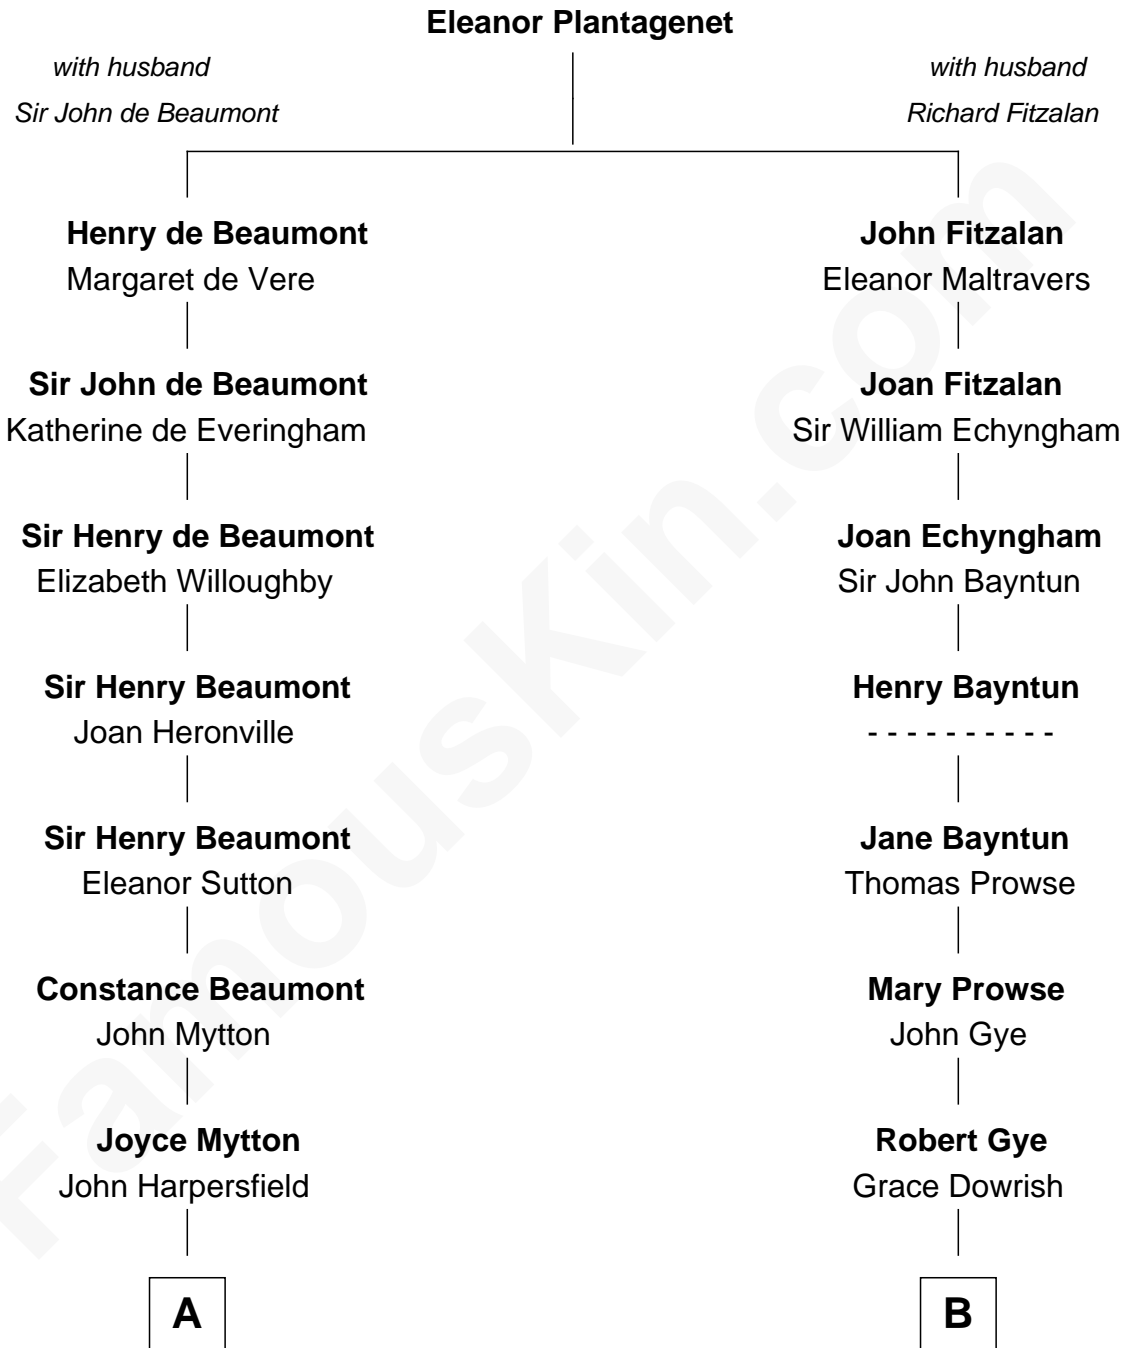 Eleanor Plantagenet
with husband
Sir John de Beaumont
with husband
Richard Fitzalan
Henry de Beaumont
Margaret de Vere
John Fitzalan
Eleanor Maltravers
Sir John de Beaumont
Katherine de Everingham
Joan Fitzalan
Sir William Echyngham
Sir Henry de Beaumont
Elizabeth Willoughby
Joan Echyngham
Sir John Bayntun
Sir Henry Beaumont
Joan Heronville
Henry Bayntun
- - - - - - - - - -
Sir Henry Beaumont
Eleanor Sutton
Jane Bayntun
Thomas Prowse
Constance Beaumont
John Mytton
Mary Prowse
John Gye
Joyce Mytton
John Harpersfield
Robert Gye
Grace Dowrish
A
B
FamousKin.com